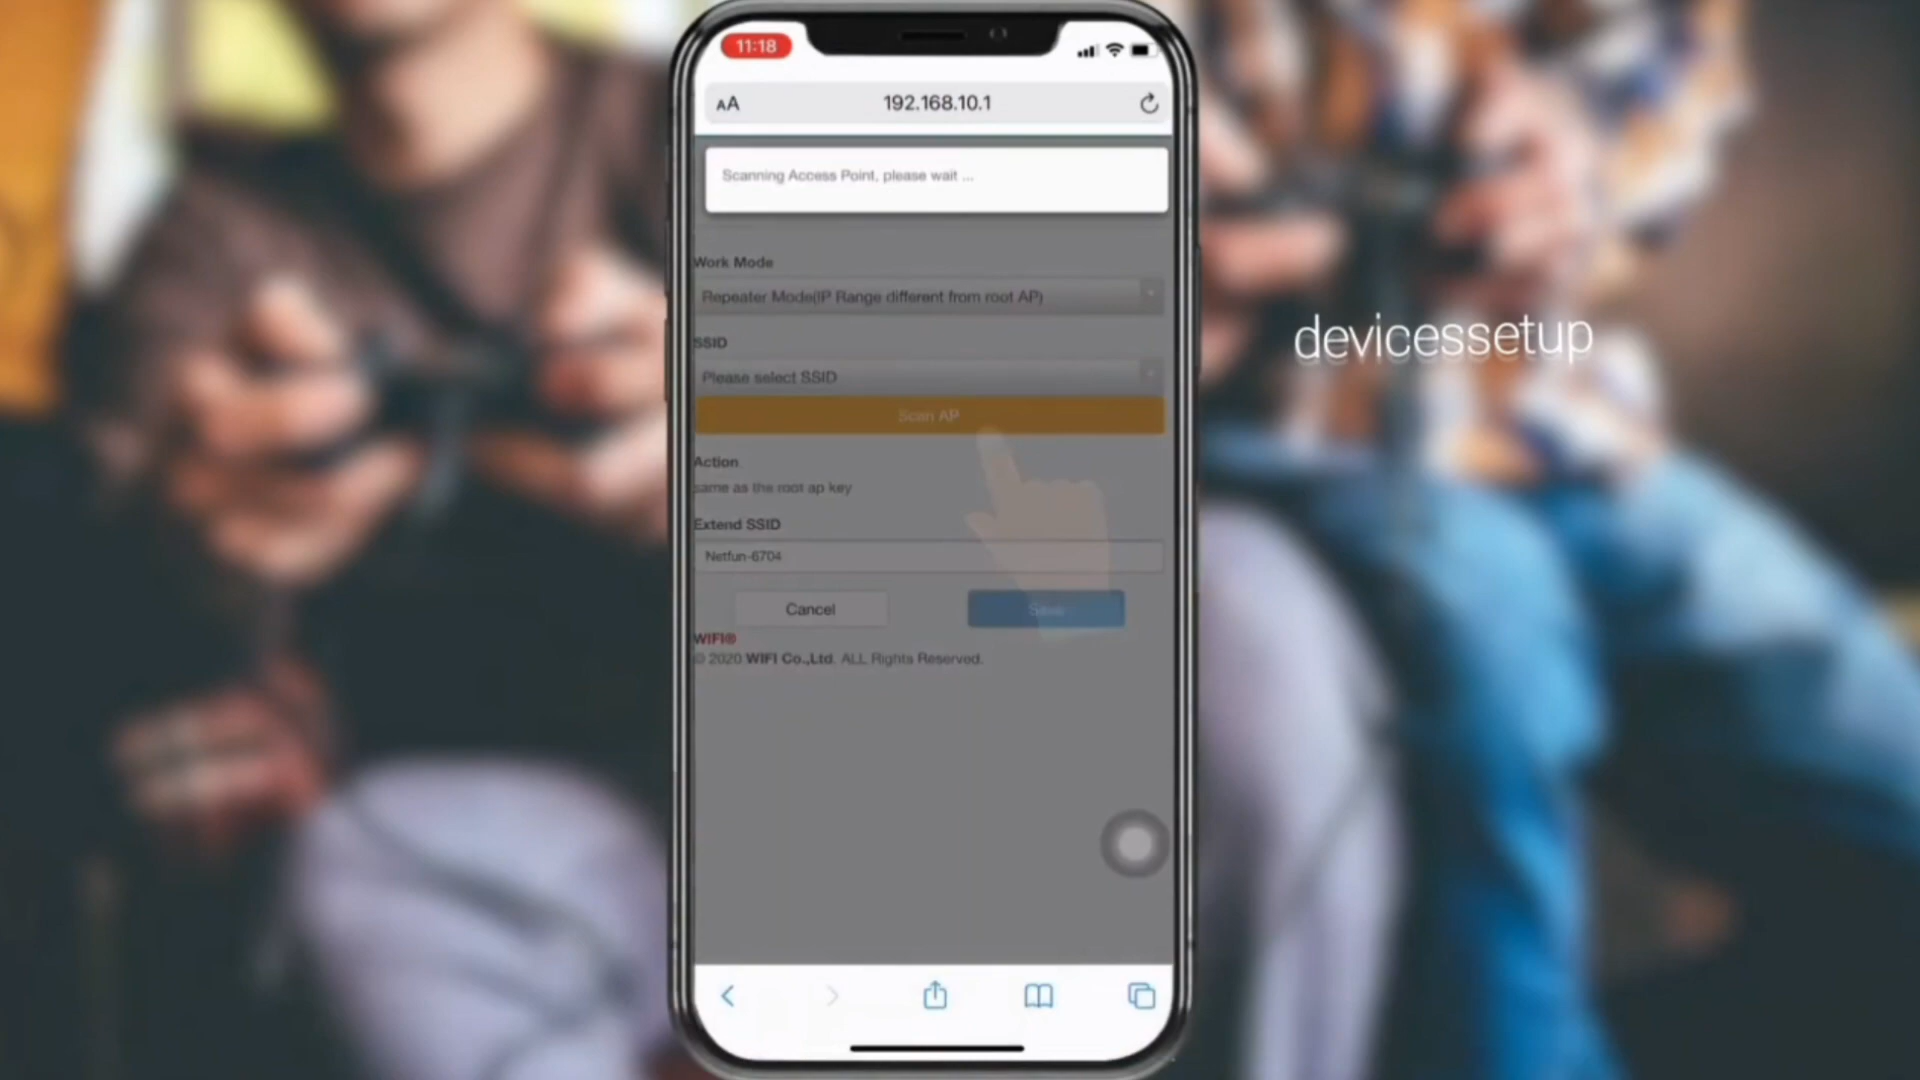 11:18
AA 192.168.10.1
Scanning Access Point, please wait ...
Work Mode
Repeater Mode(IP Range different from root AP)
SSID
Please select SSID
Scan AP
devicessetup
Action
same as the root ap key
Extend SSID
Netfun-6704
Cancel Save
WIFI®
© 2020 WIFI Co.,Ltd. ALL Rights Reserved.